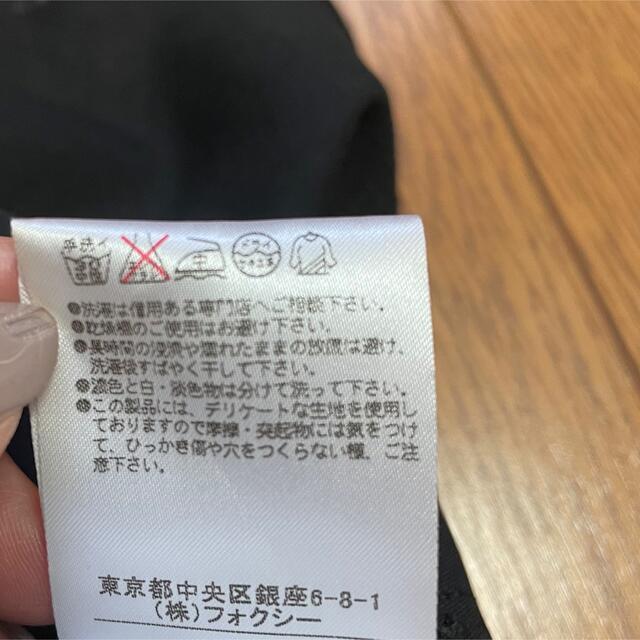 手洗イ
中
ドライ
●洗濯は信用ある専門店へご相談下さい。
●乾燥機のご使用はお避け下さい。
●長時間の浸漬や濡れたままの放置は避け、
洗濯後すばやく干して下さい。
●濃色と白・淡色物は分けて洗って下さい。
●この製品には、デリケートな生地を使用し
ておりますので摩擦・突起物には気をつけ
て、ひっかき傷や穴をつくらない様、ご注
意下さい。
東京都中央区銀座6-8-1
(株)フォクシー